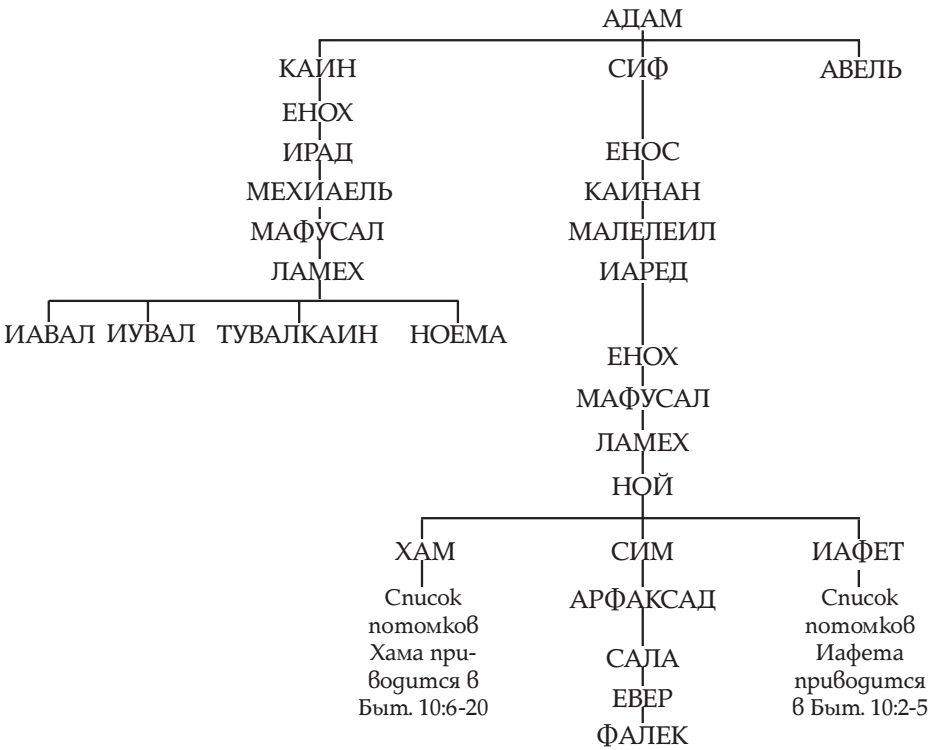 АДАМ
КАИН СИФ АВЕЛЬ
ЕНОХ
ИРАД ЕНОС
МЕХИАЕЛЬ КАИНАН
МАФУСАЛ МАЛЕЛЕИЛ
ЛАМЕХ ИАРЕД
ИАВАЛ ИУВАЛ ТУВАЛКАИН НОЕМА
ЕНОХ
МАФУСАЛ
ЛАМЕХ
НОЙ
ХАМ СИМ ИАФЕТ
Список
потомков
Хама при-
водится в
Быт. 10:6-20
АРФАКСАД
САЛА
ЕВЕР
ФАЛЕК
Список
потомков
Иафета
приводится
в Быт. 10:2-5